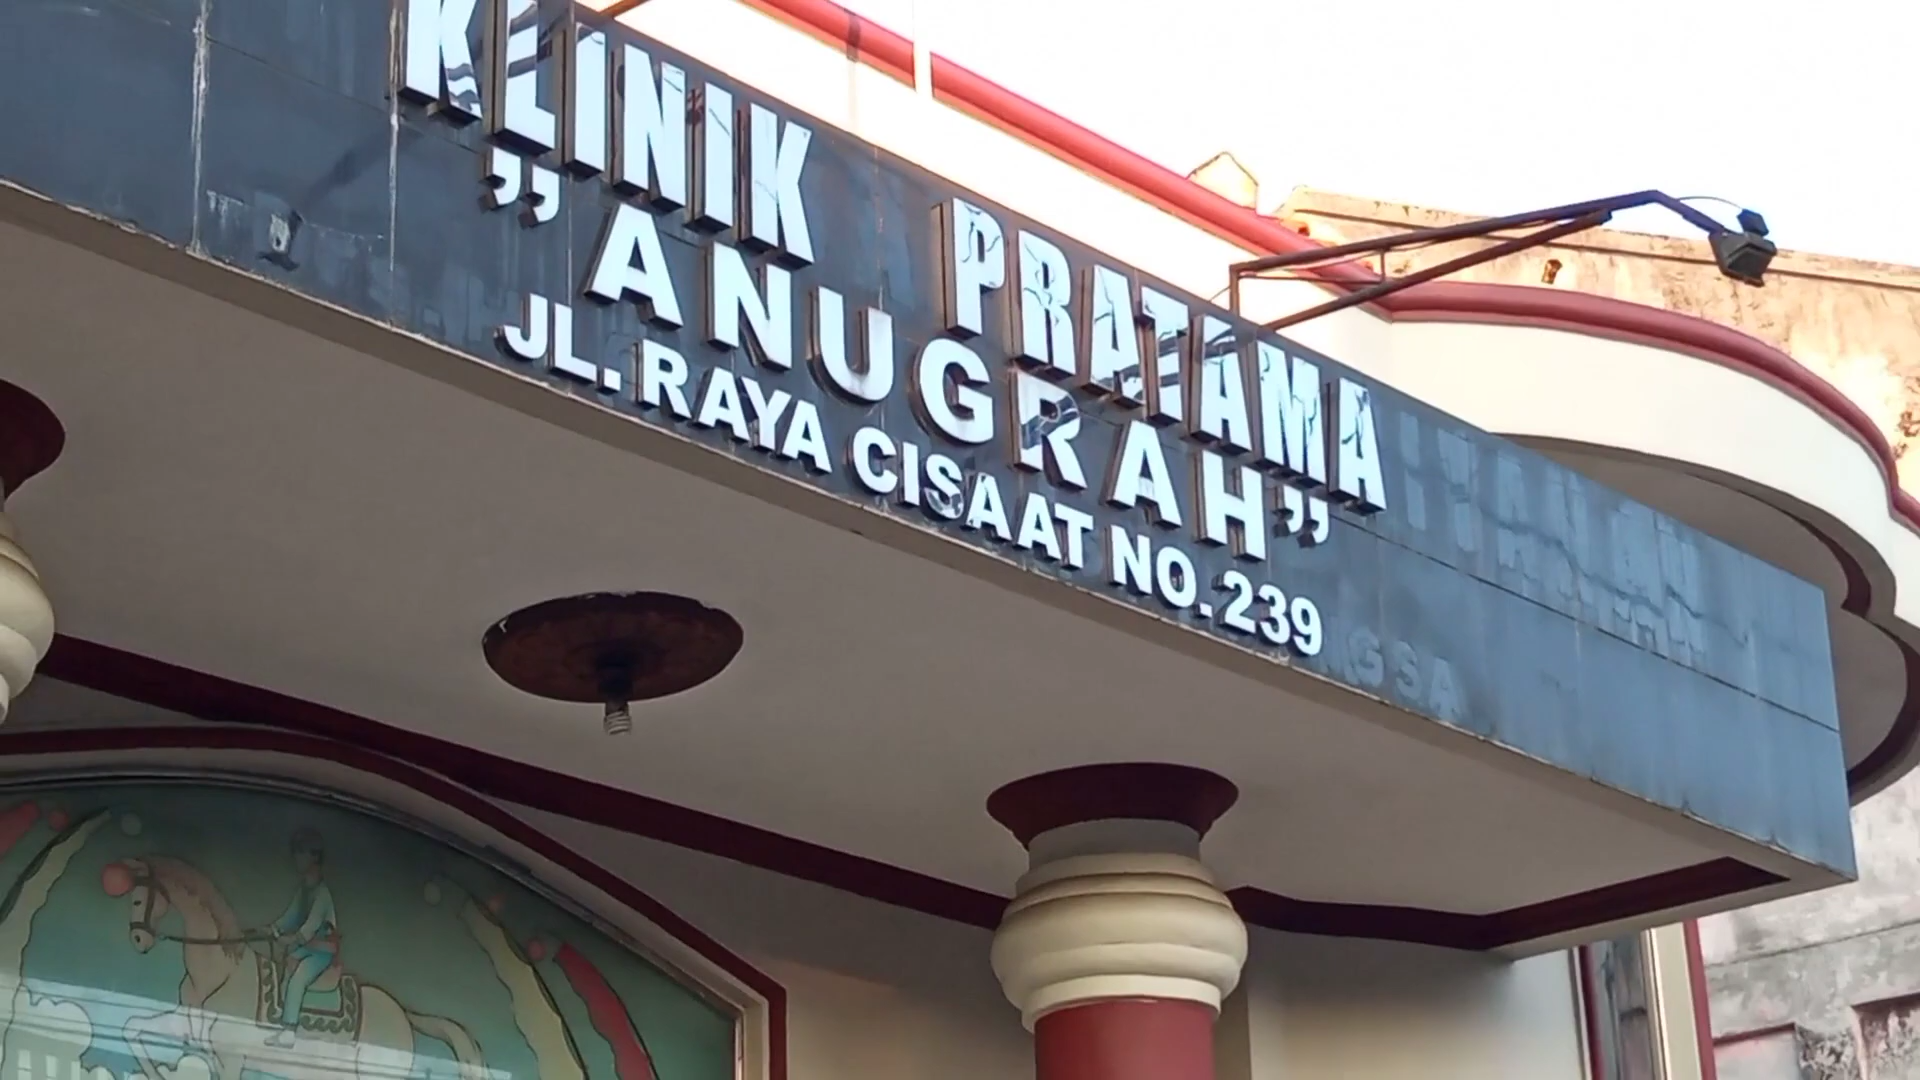 KLINIK PRATAMA
”ANUGRAH”
JL. RAYA CISAAT NO. 239